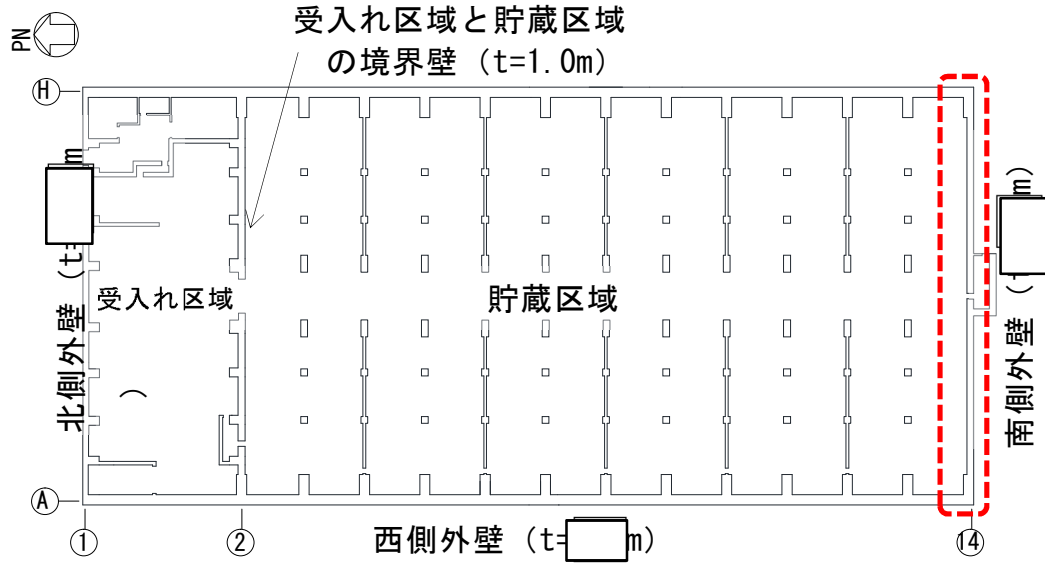 PN
受入れ区域と貯蔵区域
の境界壁 (t=1.0m)
H
北側外壁 (t= m
受入れ区域
貯蔵区域
南側外壁 (t m)
A
1
2
14
西側外壁 (t= m)